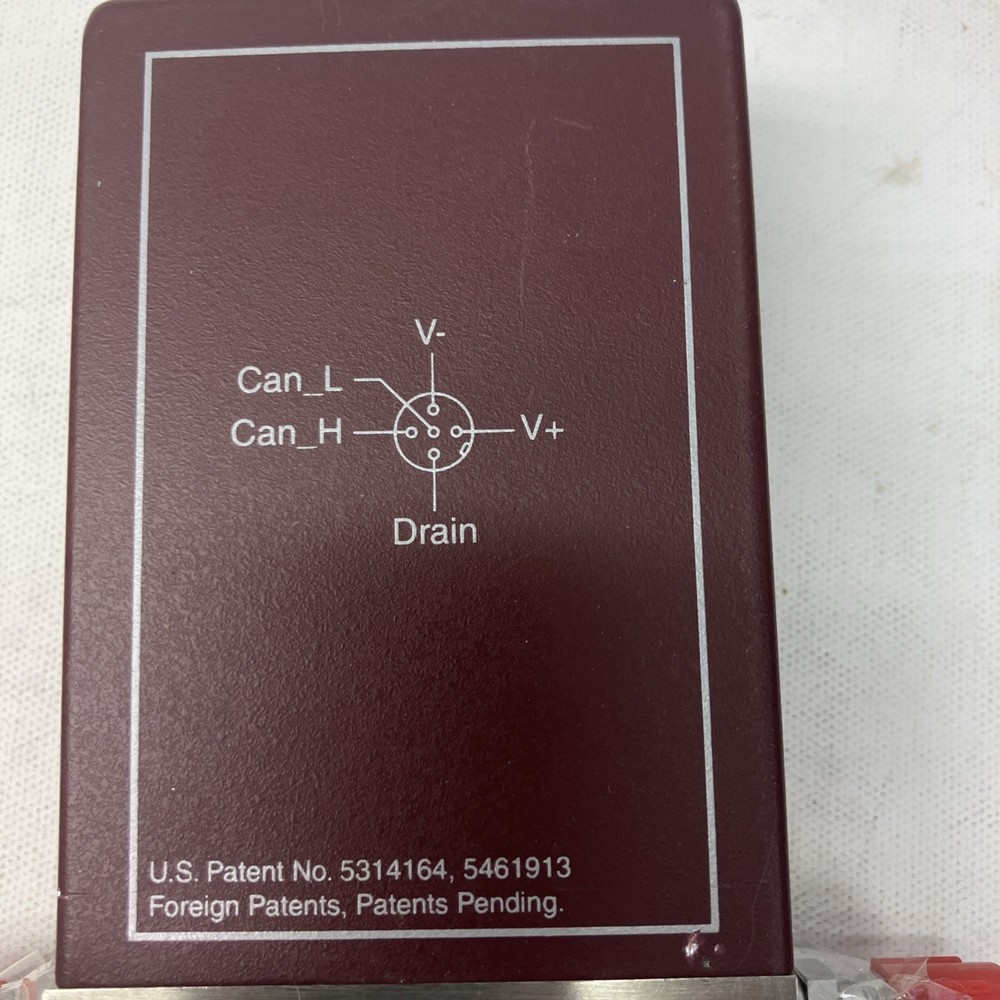 V-
Can_L
Can_H
V+
Drain
U.S. Patent No. 5314164, 5461913
Foreign Patents, Patents Pending.